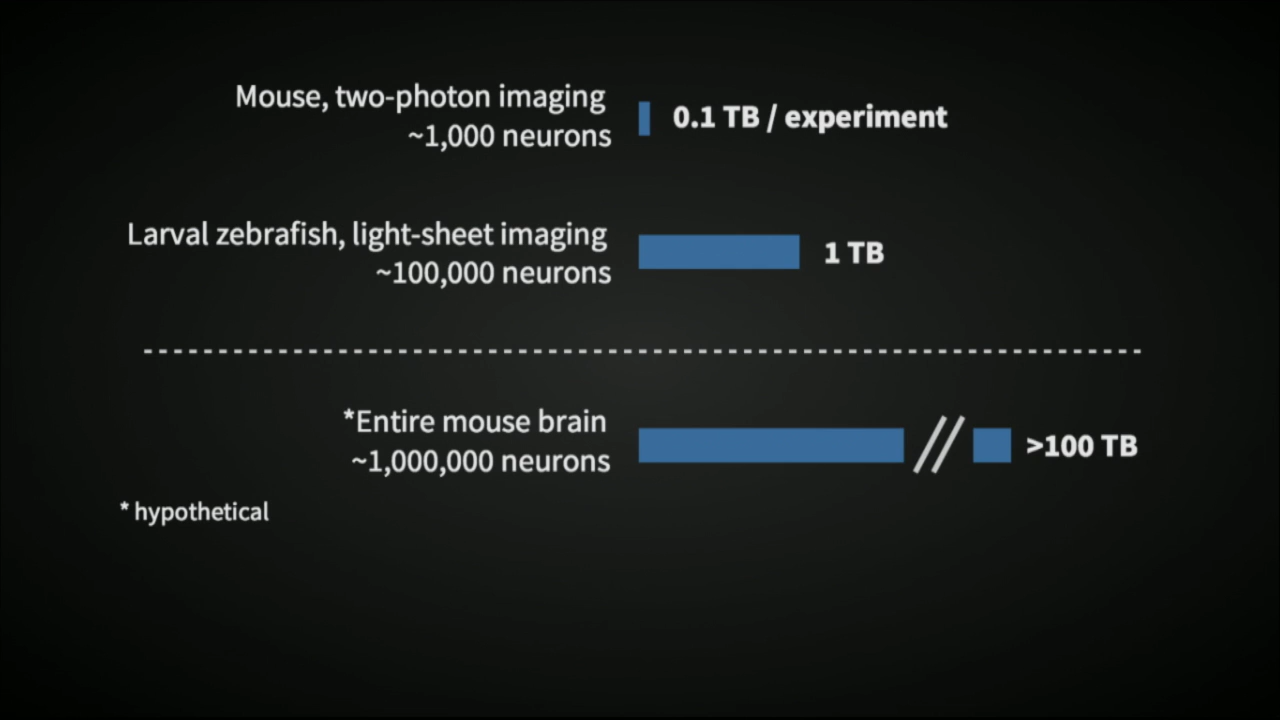 Mouse, two-photon imaging
~1,000 neurons
0.1 TB / experiment
Larval zebrafish, light-sheet imaging
~100,000 neurons
1 TB
*Entire mouse brain
~1,000,000 neurons
>100 TB
* hypothetical